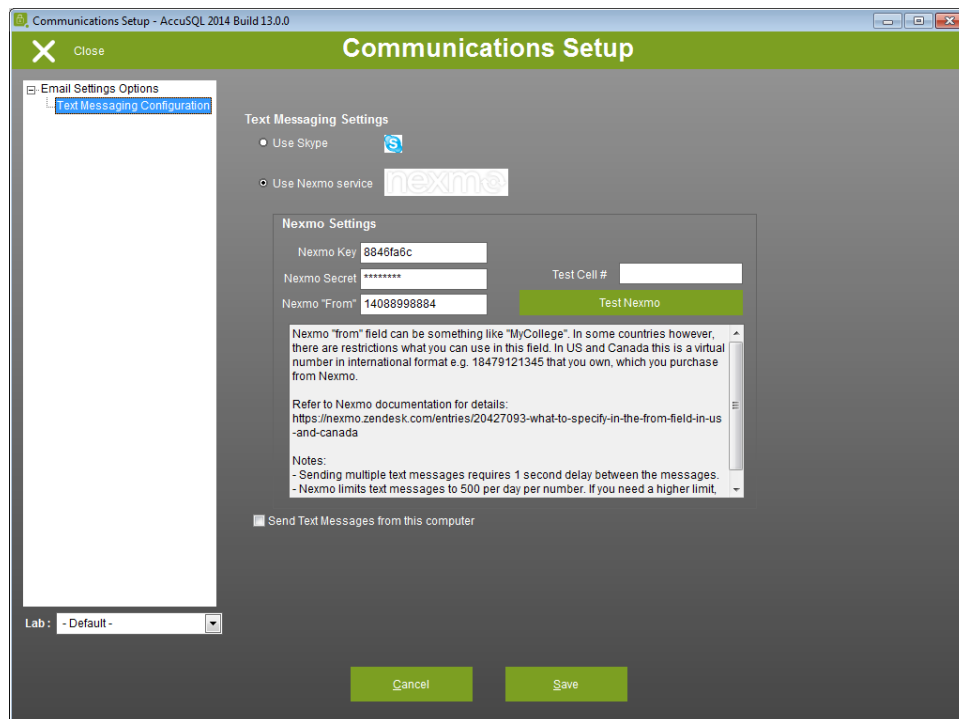 Communications Setup - AccuSQL 2014 Build 13.0.0
Close
Communications Setup
Email Settings Options
Text Messaging Configuration
Text Messaging Settings
Use Skype
S
Use Nexmo service
nexmo
Nexmo Settings
Nexmo Key 8846fa6c
Nexmo Secret ********
Test Cell #
Nexmo "From" 14088998884
Test Nexmo
Nexmo "from" field can be something like "MyCollege". In some countries however,
there are restrictions what you can use in this field. In US and Canada this is a virtual
number in international format e.g. 18479121345 that you own, which you purchase
from Nexmo.
Refer to Nexmo documentation for details:
https://nexmo.zendesk.com/entries/20427093-what-to-specify-in-the-from-field-in-us
-and-canada
Notes:
- Sending multiple text messages requires 1 second delay between the messages.
- Nexmo limits text messages to 500 per day per number. If you need a higher limit,
Send Text Messages from this computer
Lab : - Default -
Cancel
Save